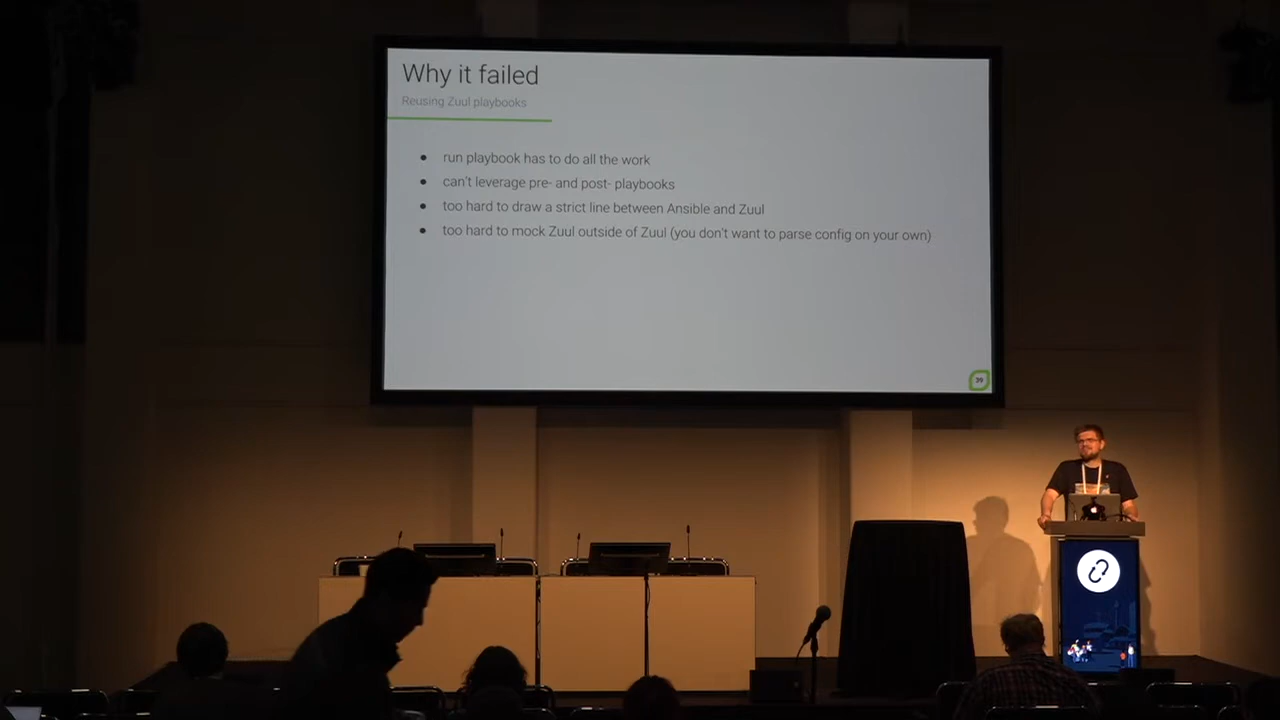 Why it failed
Reusing Zuul playbooks
● run playbook has to do all the work
● can't leverage pre- and post- playbooks
● too hard to draw a strict line between Ansible and Zuul
● too hard to mock Zuul outside of Zuul (you don't want to parse config on your own)
39